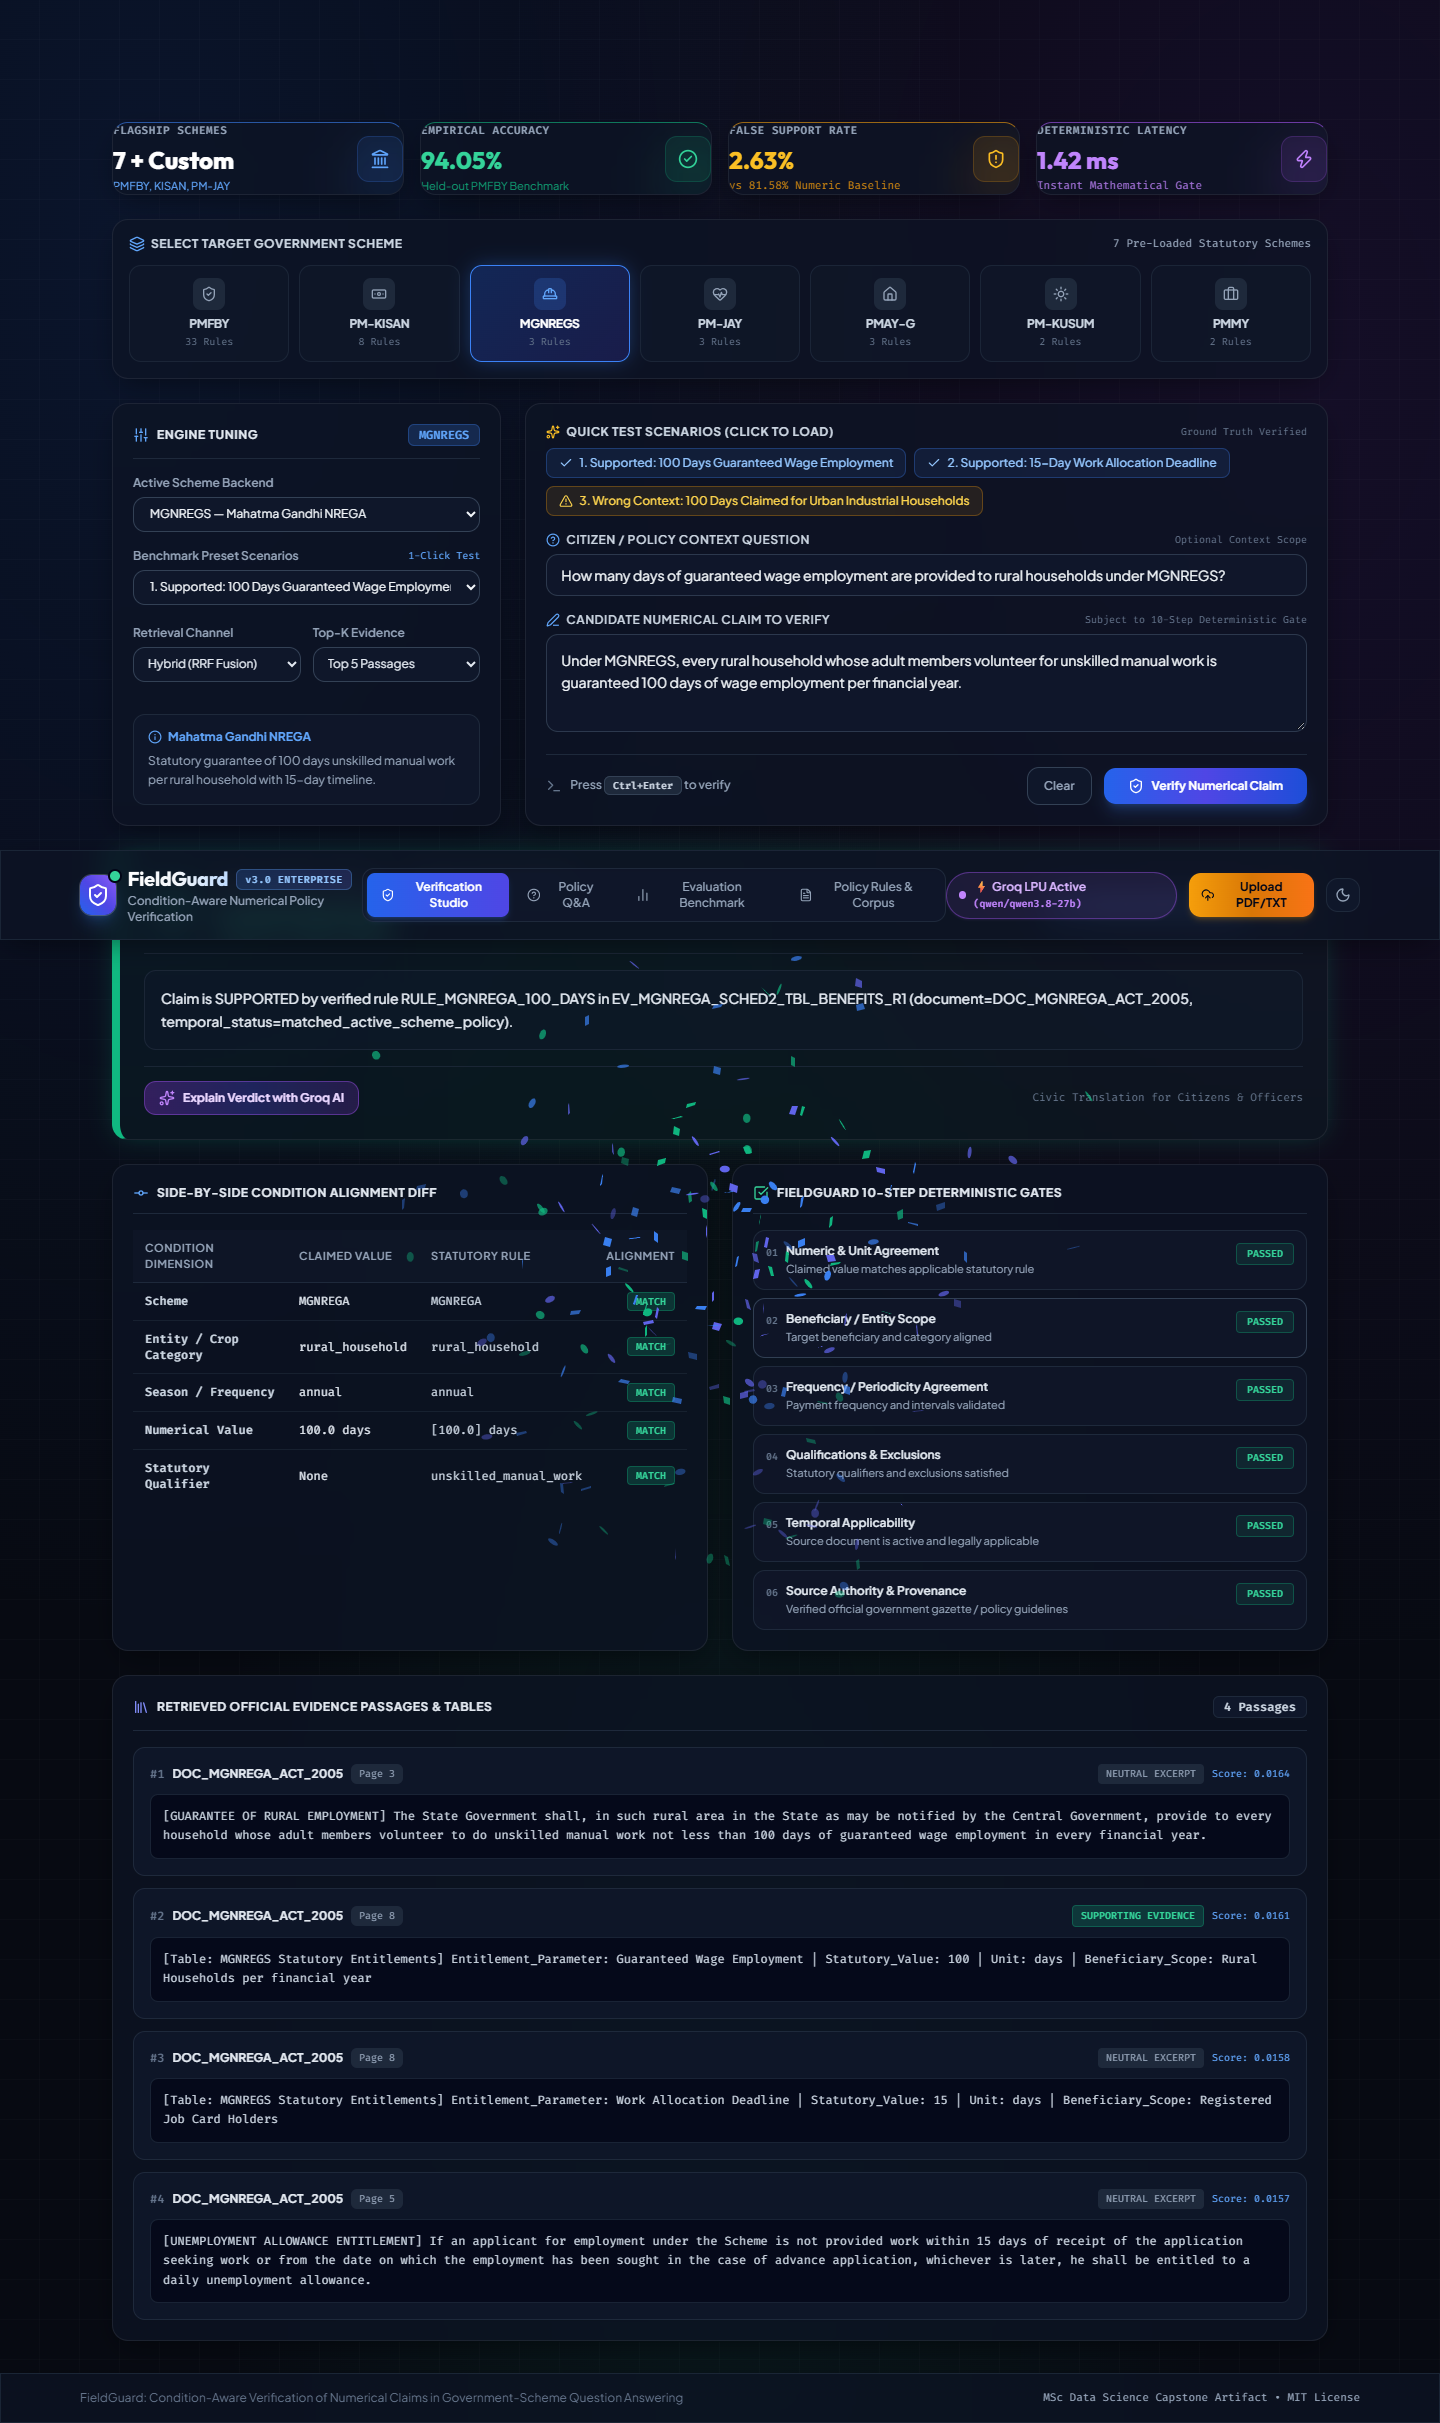 FLAGSHIP SCHEMES
7 + Custom
PMFBY, KISAN, PM-JAY
EMPIRICAL ACCURACY
94.05%
Held-out PMFBY Benchmark
FALSE SUPPORT RATE
2.63%
vs 81.58% Numeric Baseline
DETERMINISTIC LATENCY
1.42 ms
Instant Mathematical Gate
SELECT TARGET GOVERNMENT SCHEME
7 Pre-Loaded Statutory Schemes
PMFBY
33 Rules
PM-KISAN
8 Rules
MGNREGS
3 Rules
PM-JAY
3 Rules
PMAY-G
3 Rules
PM-KUSUM
2 Rules
PMMY
2 Rules
ENGINE TUNING
MGNREGS
Active Scheme Backend
MGNREGS — Mahatma Gandhi NREGA
Benchmark Preset Scenarios
1-Click Test
1. Supported: 100 Days Guaranteed Wage Employme
Retrieval Channel
Top-K Evidence
Hybrid (RRF Fusion)
Top 5 Passages
Mahatma Gandhi NREGA
Statutory guarantee of 100 days unskilled manual work
per rural household with 15-day timeline.
QUICK TEST SCENARIOS (CLICK TO LOAD)
Ground Truth Verified
1. Supported: 100 Days Guaranteed Wage Employment
2. Supported: 15-Day Work Allocation Deadline
3. Wrong Context: 100 Days Claimed for Urban Industrial Households
CITIZEN / POLICY CONTEXT QUESTION
Optional Context Scope
How many days of guaranteed wage employment are provided to rural households under MGNREGS?
CANDIDATE NUMERICAL CLAIM TO VERIFY
Subject to 10-Step Deterministic Gate
Under MGNREGS, every rural household whose adult members volunteer for unskilled manual work is
guaranteed 100 days of wage employment per financial year.
Press Ctrl+Enter to verify
Clear
Verify Numerical Claim
FieldGuard
v3.0 ENTERPRISE
Condition-Aware Numerical Policy
Verification
Verification
Studio
Policy
Q&A
Evaluation
Benchmark
Policy Rules &
Corpus
Groq LPU Active
(qwen/qwen3.8-27b)
Upload
PDF/TXT
Claim is SUPPORTED by verified rule RULE_MGNREGA_100_DAYS in EV_MGNREGA_SCHED2_TBL_BENEFITS_R1 (document=DOC_MGNREGA_ACT_2005,
temporal_status=matched_active_scheme_policy).
Explain Verdict with Groq AI
Civic Translation for Citizens & Officers
SIDE-BY-SIDE CONDITION ALIGNMENT DIFF
CONDITION
DIMENSION
CLAIMED VALUE
STATUTORY RULE
ALIGNMENT
Scheme
MGNREGA
MGNREGA
MATCH
Entity / Crop
Category
rural_household
rural_household
MATCH
Season / Frequency
annual
annual
MATCH
Numerical Value
100.0 days
[100.0] days
MATCH
Statutory
Qualifier
None
unskilled_manual_work
MATCH
FIELDGUARD 10-STEP DETERMINISTIC GATES
01
Numeric & Unit Agreement
Claimed value matches applicable statutory rule
PASSED
02
Beneficiary / Entity Scope
Target beneficiary and category aligned
PASSED
03
Frequency / Periodicity Agreement
Payment frequency and intervals validated
PASSED
04
Qualifications & Exclusions
Statutory qualifiers and exclusions satisfied
PASSED
05
Temporal Applicability
Source document is active and legally applicable
PASSED
06
Source Authority & Provenance
Verified official government gazette / policy guidelines
PASSED
RETRIEVED OFFICIAL EVIDENCE PASSAGES & TABLES
4 Passages
#1 DOC_MGNREGA_ACT_2005 Page 3
NEUTRAL EXCERPT Score: 0.0164
[GUARANTEE OF RURAL EMPLOYMENT] The State Government shall, in such rural area in the State as may be notified by the Central Government, provide to every
household whose adult members volunteer to do unskilled manual work not less than 100 days of guaranteed wage employment in every financial year.
#2 DOC_MGNREGA_ACT_2005 Page 8
SUPPORTING EVIDENCE Score: 0.0161
[Table: MGNREGS Statutory Entitlements] Entitlement_Parameter: Guaranteed Wage Employment | Statutory_Value: 100 | Unit: days | Beneficiary_Scope: Rural
Households per financial year
#3 DOC_MGNREGA_ACT_2005 Page 8
NEUTRAL EXCERPT Score: 0.0158
[Table: MGNREGS Statutory Entitlements] Entitlement_Parameter: Work Allocation Deadline | Statutory_Value: 15 | Unit: days | Beneficiary_Scope: Registered
Job Card Holders
#4 DOC_MGNREGA_ACT_2005 Page 5
NEUTRAL EXCERPT Score: 0.0157
[UNEMPLOYMENT ALLOWANCE ENTITLEMENT] If an applicant for employment under the Scheme is not provided work within 15 days of receipt of the application
seeking work or from the date on which the employment has been sought in the case of advance application, whichever is later, he shall be entitled to a
daily unemployment allowance.
FieldGuard: Condition-Aware Verification of Numerical Claims in Government-Scheme Question Answering
MSc Data Science Capstone Artifact • MIT License